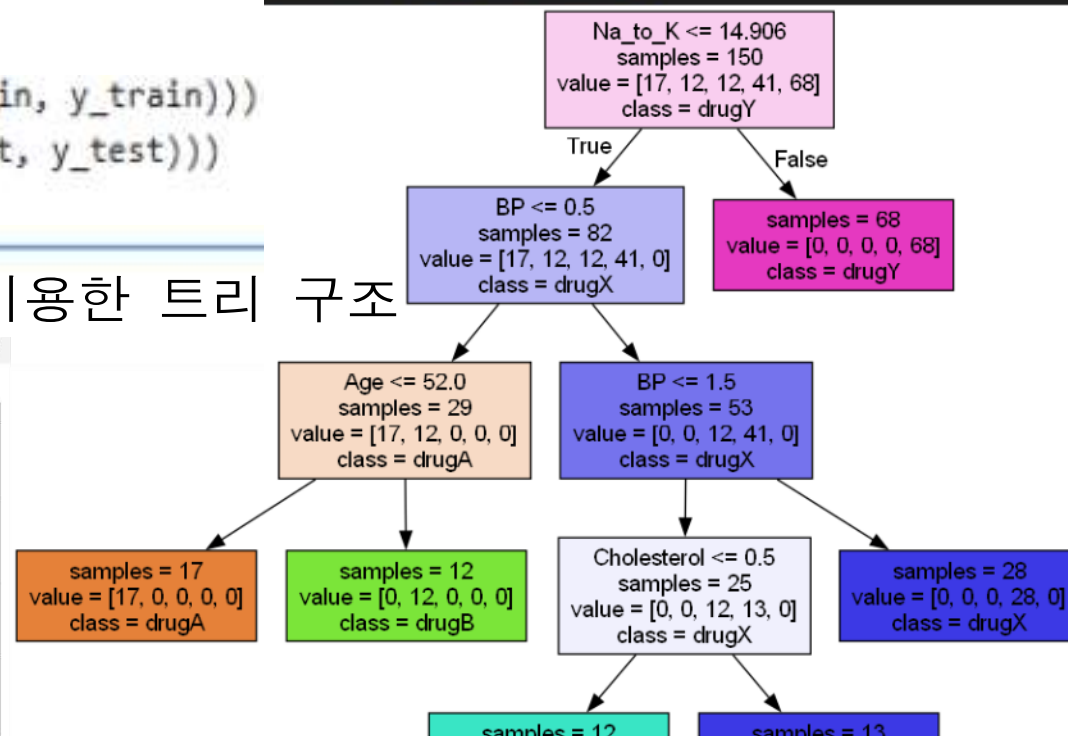 in, y_train)))
t, y_test)))
용한 트리 구조
Na_to_K <= 14.906
samples = 150
value = [17, 12, 12, 41, 68]
class = drugY
True
False
BP <= 0.5
samples = 82
value = [17, 12, 12, 41, 0]
class = drugX
samples = 68
value = [0, 0, 0, 0, 68]
class = drugY
Age <= 52.0
samples = 29
value = [17, 12, 0, 0, 0]
class = drugA
BP <= 1.5
samples = 53
value = [0, 0, 12, 41, 0]
class = drugX
samples = 17
value = [17, 0, 0, 0, 0]
class = drugA
samples = 12
value = [0, 12, 0, 0, 0]
class = drugB
Cholesterol <= 0.5
samples = 25
value = [0, 0, 12, 13, 0]
class = drugX
samples = 28
value = [0, 0, 0, 28, 0]
class = drugX
samples = 12
samples = 13